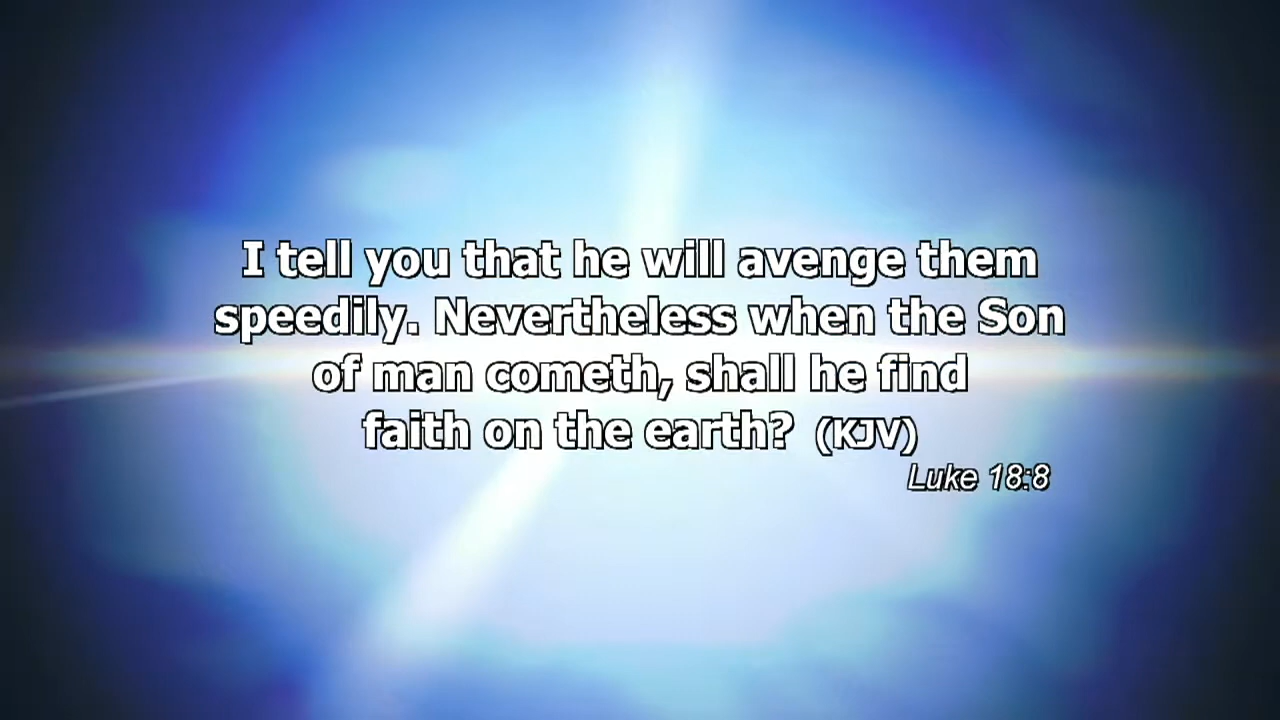 I tell you that he will avenge them
speedily. Nevertheless when the Son
of man cometh, shall he find
faith on the earth? (KJV)
Luke 18:8